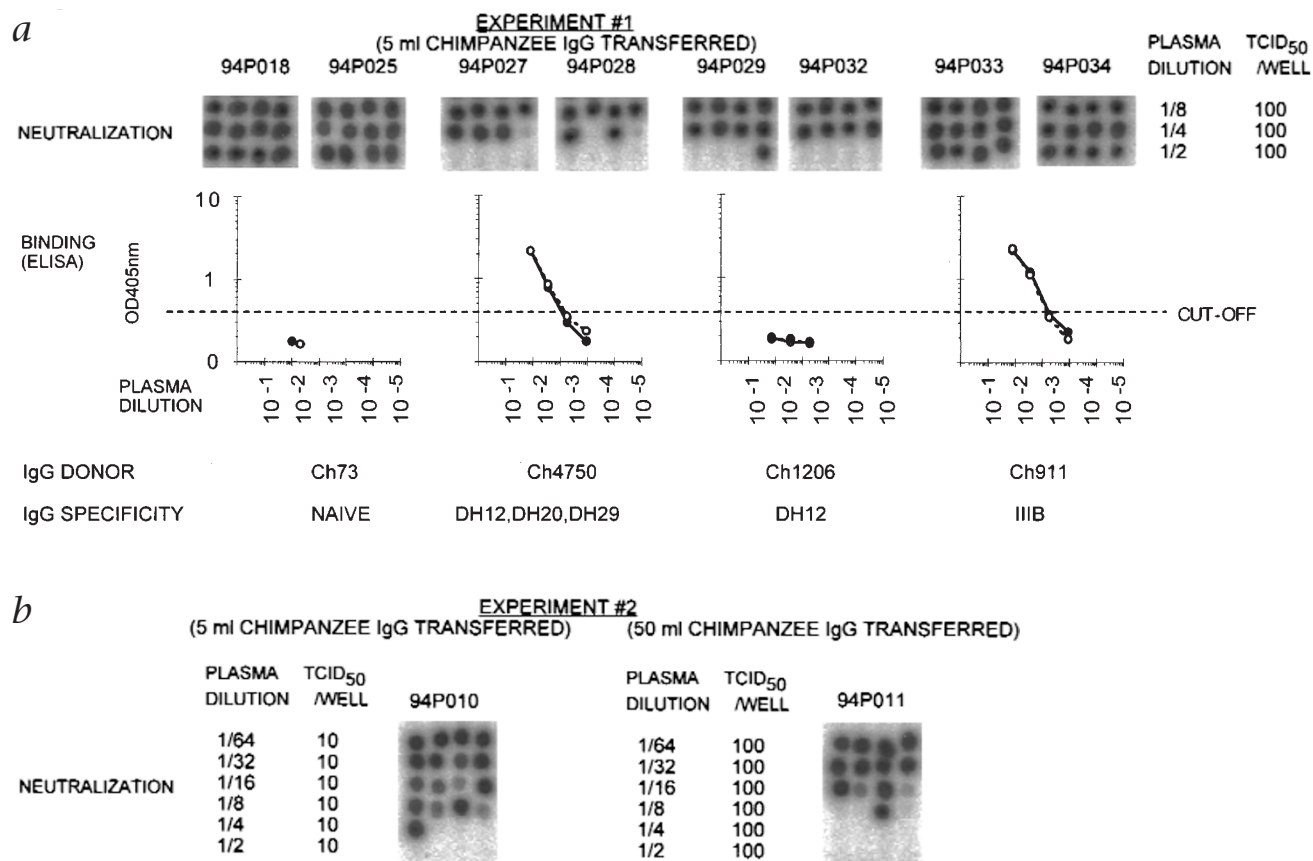 a
EXPERIMENT #1
(5 ml CHIMPANZEE IgG TRANSFERRED)
94P018 94P025 94P027 94P028 94P029 94P032 94P033 94P034
PLASMA DILUTION
TCID50 /WELL
NEUTRALIZATION
1/8 100
1/4 100
1/2 100
BINDING (ELISA)
OD405nm
10
1
0
CUT-OFF
PLASMA DILUTION
10-1 10-2 10-3 10-4 10-5
10-1 10-2 10-3 10-4 10-5
10-1 10-2 10-3 10-4 10-5
10-1 10-2 10-3 10-4 10-5
IgG DONOR Ch73 Ch4750 Ch1206 Ch911
IgG SPECIFICITY NAIVE DH12,DH20,DH29 DH12 IIIB
b
EXPERIMENT #2
(5 ml CHIMPANZEE IgG TRANSFERRED) (50 ml CHIMPANZEE IgG TRANSFERRED)
PLASMA DILUTION
TCID50 /WELL
94P010
PLASMA DILUTION
TCID50 /WELL
94P011
NEUTRALIZATION
1/64 10
1/32 10
1/16 10
1/8 10
1/4 10
1/2 10
1/64 100
1/32 100
1/16 100
1/8 100
1/4 100
1/2 100